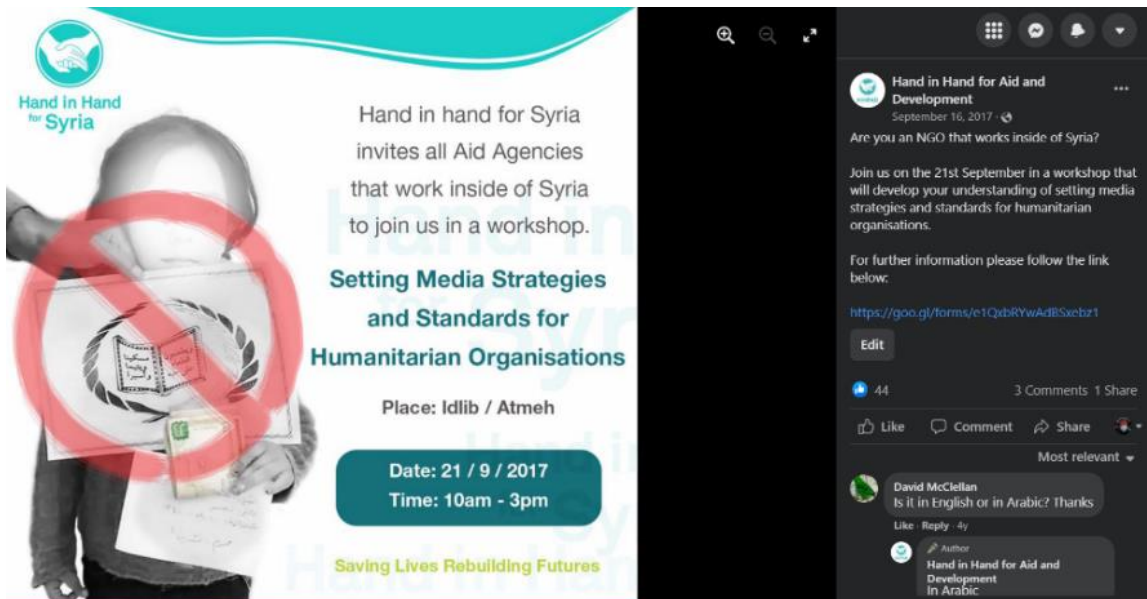 Hand in Hand
for Syria
Hand in hand for Syria
invites all Aid Agencies
that work inside of Syria
to join us in a workshop.
Setting Media Strategies
and Standards for
Humanitarian Organisations
Place: Idlib / Atmeh
Date: 21 / 9 / 2017
Time: 10am - 3pm
Saving Lives Rebuilding Futures
Hand in Hand for Aid and
Development
September 16, 2017 ·
Are you an NGO that works inside of Syria?
Join us on the 21st September in a workshop that
will develop your understanding of setting media
strategies and standards for humanitarian
organisations.
For further information please follow the link
below:
https://goo.gl/forms/e1QxbRYwAdBSxebz1
Edit
44
3 Comments 1 Share
Like
Comment
Share
Most relevant
David McClellan
Is it in English or in Arabic? Thanks
Like · Reply · 4y
Author
Hand in Hand for Aid and
Development
In Arabic